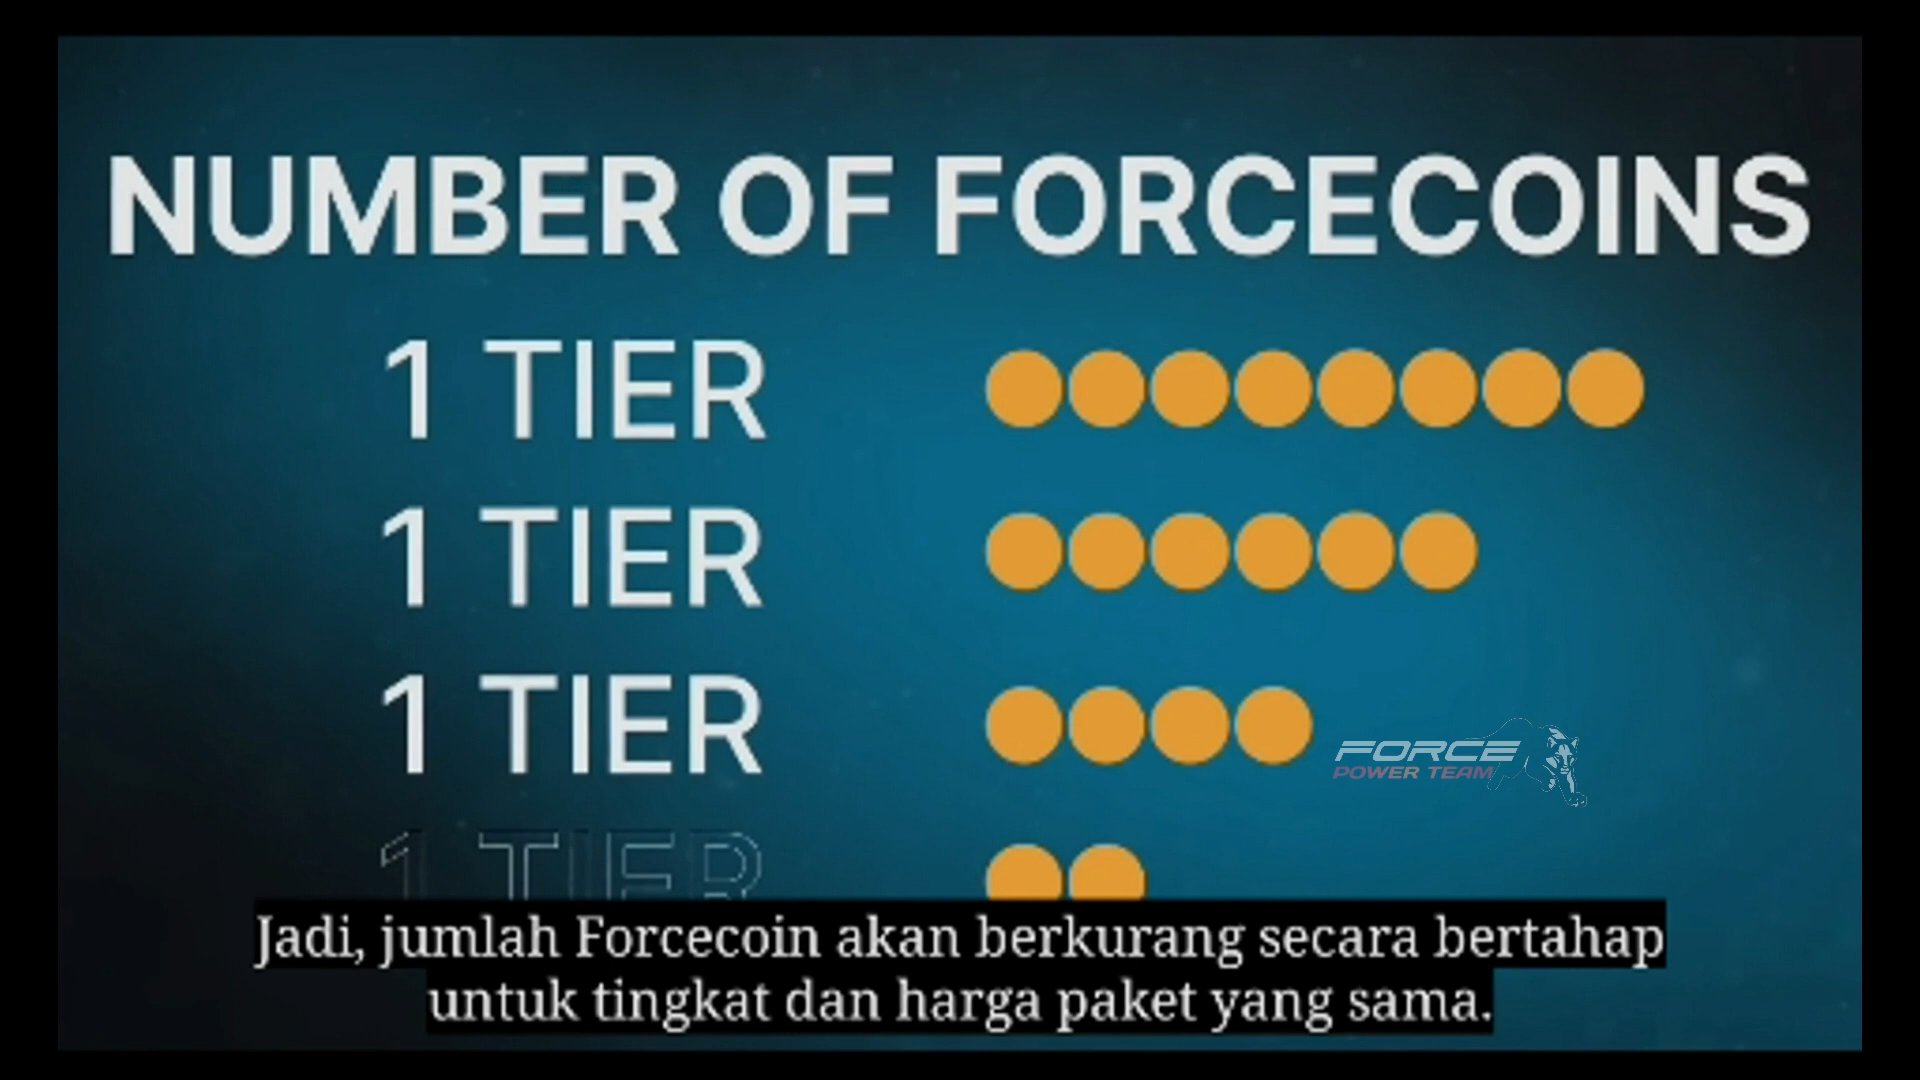 NUMBER OF FORCECOINS
1 TIER
1 TIER
1 TIER
FORCE
POWER TEAM
1 TIER
Jadi, jumlah Forcecoin akan berkurang secara bertahap
untuk tingkat dan harga paket yang sama.